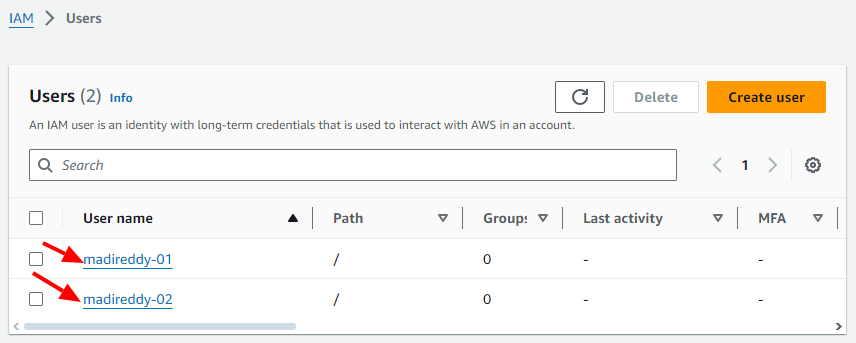 IAM > Users
Users (2) Info
Delete
Create user
An IAM user is an identity with long-term credentials that is used to interact with AWS in an account.
Search
1
User name Path Groups Last activity MFA
madireddy-01 / 0 - -
madireddy-02 / 0 - -